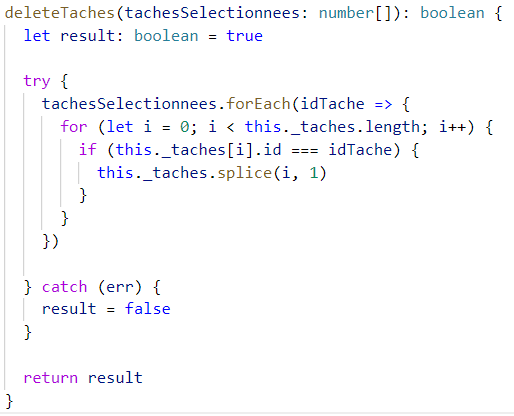 deleteTaches(tachesSelectionnees: number[]): boolean {
  let result: boolean = true

  try {
    tachesSelectionnees.forEach(idTache => {
      for (let i = 0; i < this._taches.length; i++) {
        if (this._taches[i].id === idTache) {
          this._taches.splice(i, 1)
        }
      }
    })

  } catch (err) {
    result = false
  }

  return result
}